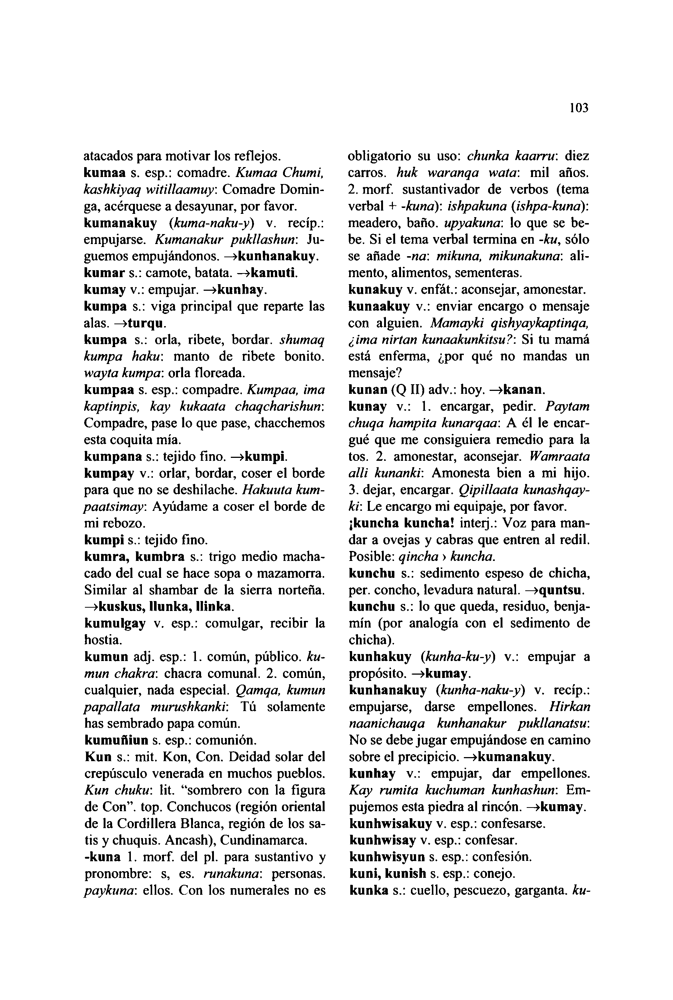 103
atacados para motivar los reflejos.
kumaa s. esp.: comadre. Kumaa Chumi,
kashkiyaq witillaamuy: Comadre Domin-
ga, acérquese a desayunar, por favor.
kumanakuy (kuma-naku-y) v. recíp.:
empujarse. Kumanakur pukllashun: Ju-
guemos empujándonos. →kunhanakuy.
kumar s.: camote, batata. →kamuti.
kumay v.: empujar. →kunhay.
kumpa s.: viga principal que reparte las
alas. →turqu.
kumpa s.: orla, ribete, bordar. shumaq
kumpa haku: manto de ribete bonito.
wayta kumpa: orla floreada.
kumpaa s. esp.: compadre. Kumpaa, ima
kaptinpis, kay kukaata chaqcharishun:
Compadre, pase lo que pase, chacchemos
esta coquita mía.
kumpana s.: tejido fino. →kumpi.
kumpay v.: orlar, bordar, coser el borde
para que no se deshilache. Hakuuta kum-
paatsimay: Ayúdame a coser el borde de
mi rebozo.
kumpi s.: tejido fino.
kumra, kumbra s.: trigo medio macha-
cado del cual se hace sopa o mazamorra.
Similar al shambar de la sierra norteña.
→kuskus, llunka, llinka.
kumulgay v. esp.: comulgar, recibir la
hostia.
kumun adj. esp.: 1. común, público. ku-
mun chakra: chacra comunal. 2. común,
cualquier, nada especial. Qamqa, kumun
papallata murushkanki: Tú solamente
has sembrado papa común.
kumuñiun s. esp.: comunión.
Kun s.: mit. Kon, Con. Deidad solar del
crepúsculo venerada en muchos pueblos.
Kun chuku: lit. “sombrero con la figura
de Con”. top. Conchucos (región oriental
de la Cordillera Blanca, región de los sa-
tis y chuquis. Ancash), Cundinamarca.
-kuna 1. morf. del pl. para sustantivo y
pronombre: s, es. runakuna: personas.
paykuna: ellos. Con los numerales no es
obligatorio su uso: chunka kaarru: diez
carros. huk waranqa wata: mil años.
2. morf. sustantivador de verbos (tema
verbal + -kuna): ishpakuna (ishpa-kuna):
meadero, baño. upyakuna: lo que se be-
be. Si el tema verbal termina en -ku, sólo
se añade -na: mikuna, mikunakuna: ali-
mento, alimentos, sementeras.
kunakuy v. enfát.: aconsejar, amonestar.
kunaakuy v.: enviar encargo o mensaje
con alguien. Mamayki qishyaykaptinqa,
¿ima nirtan kunaakunkitsu?: Si tu mamá
está enferma, ¿por qué no mandas un
mensaje?
kunan (Q II) adv.: hoy. →kanan.
kunay v.: 1. encargar, pedir. Paytam
chuqa hampita kunarqaa: A él le encar-
gué que me consiguiera remedio para la
tos. 2. amonestar, aconsejar. Wamraata
alli kunanki: Amonesta bien a mi hijo.
3. dejar, encargar. Qipillaata kunashqay-
ki: Le encargo mi equipaje, por favor.
¡kuncha kuncha! interj.: Voz para man-
dar a ovejas y cabras que entren al redil.
Posible: qincha › kuncha.
kunchu s.: sedimento espeso de chicha,
per. concho, levadura natural. →quntsu.
kunchu s.: lo que queda, residuo, benja-
mín (por analogía con el sedimento de
chicha).
kunhakuy (kunha-ku-y) v.: empujar a
propósito. →kumay.
kunhanakuy (kunha-naku-y) v. recíp.:
empujarse, darse empellones. Hirkan
naanichauqa kunhanakur pukllanatsu:
No se debe jugar empujándose en camino
sobre el precipicio. →kumanakuy.
kunhay v.: empujar, dar empellones.
Kay rumita kuchuman kunhashun: Em-
pujemos esta piedra al rincón. →kumay.
kunhwisakuy v. esp.: confesarse.
kunhwisay v. esp.: confesar.
kunhwisyun s. esp.: confesión.
kuni, kunish s. esp.: conejo.
kunka s.: cuello, pescuezo, garganta. ku-